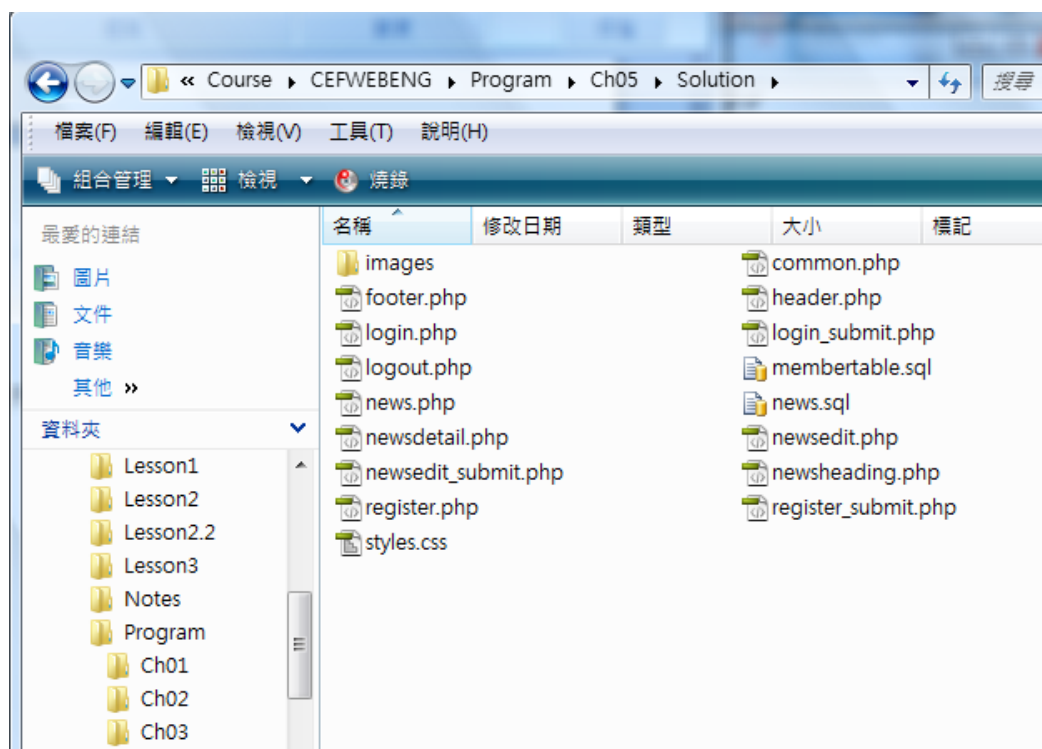 « Course ▸ CEFWEBENG ▸ Program ▸ Ch05 ▸ Solution ▸ 搜尋
檔案(F) 編輯(E) 檢視(V) 工具(T) 說明(H)
組合管理 檢視 燒錄
最愛的連結
圖片
文件
音樂
其他 »
資料夾
Lesson1
Lesson2
Lesson2.2
Lesson3
Notes
Program
Ch01
Ch02
Ch03
名稱 修改日期 類型 大小 標記
images common.php
footer.php header.php
login.php login_submit.php
logout.php membertable.sql
news.php news.sql
newsdetail.php newsedit.php
newsedit_submit.php newsheading.php
register.php register_submit.php
styles.css